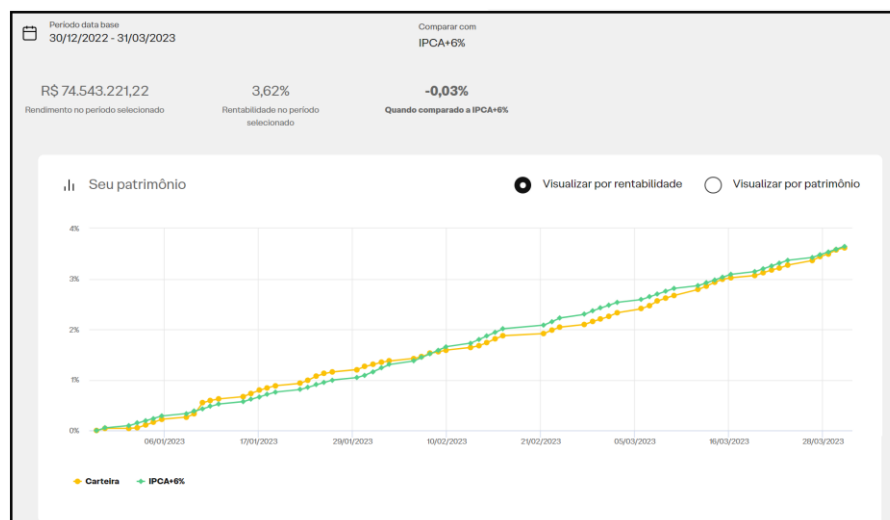 Período data base
30/12/2022 - 31/03/2023
Comparar com
IPCA+6%
R$ 74.543.221,22
Rendimento no período selecionado
3,62%
Rentabilidade no período
selecionado
-0,03%
Quando comparado a IPCA+6%
Seu patrimônio
Visualizar por rentabilidade
Visualizar por patrimônio
4%
3%
2%
1%
0%
06/01/2023
17/01/2023
29/01/2023
10/02/2023
21/02/2023
05/03/2023
16/03/2023
28/03/2023
Carteira
IPCA+6%